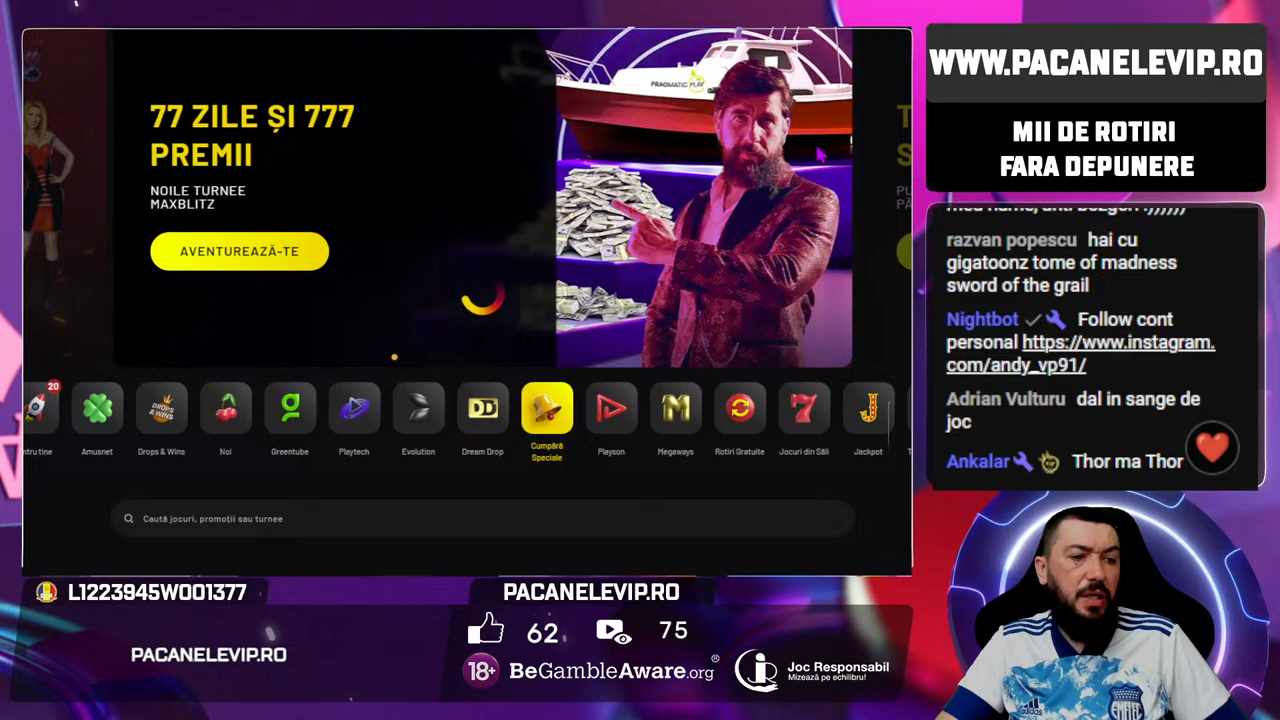 77 ZILE ȘI 777
PREMII
NOILE TURNEE
MAXBLITZ
AVENTUREAZĂ-TE
PRAGMATIC PLAY
20
ntru tine
Amusnet
Drops & Wins
Noi
Greentube
Playtech
Evolution
DD
Dream Drop
Cumpără
Speciale
Playson
Megaways
Rotiri Gratuite
Jocuri din Săli
Jackpot
Caută jocuri, promoții sau turnee
WWW.PACANELEVIP.RO
MII DE ROTIRI
FARA DEPUNERE
razvan popescu hai cu
gigatoonz tome of madness
sword of the grail
Nightbot Follow cont
personal https://www.instagram.
com/andy_vp91/
Adrian Vulturu dal in sange de
joc
Ankalar Thor ma Thor
L1223945W001377
PACANELEVIP.RO
PACANELEVIP.RO
62
75
18+ BeGambleAware.org®
Joc Responsabil
Mizează pe echilibru!
EMELEC